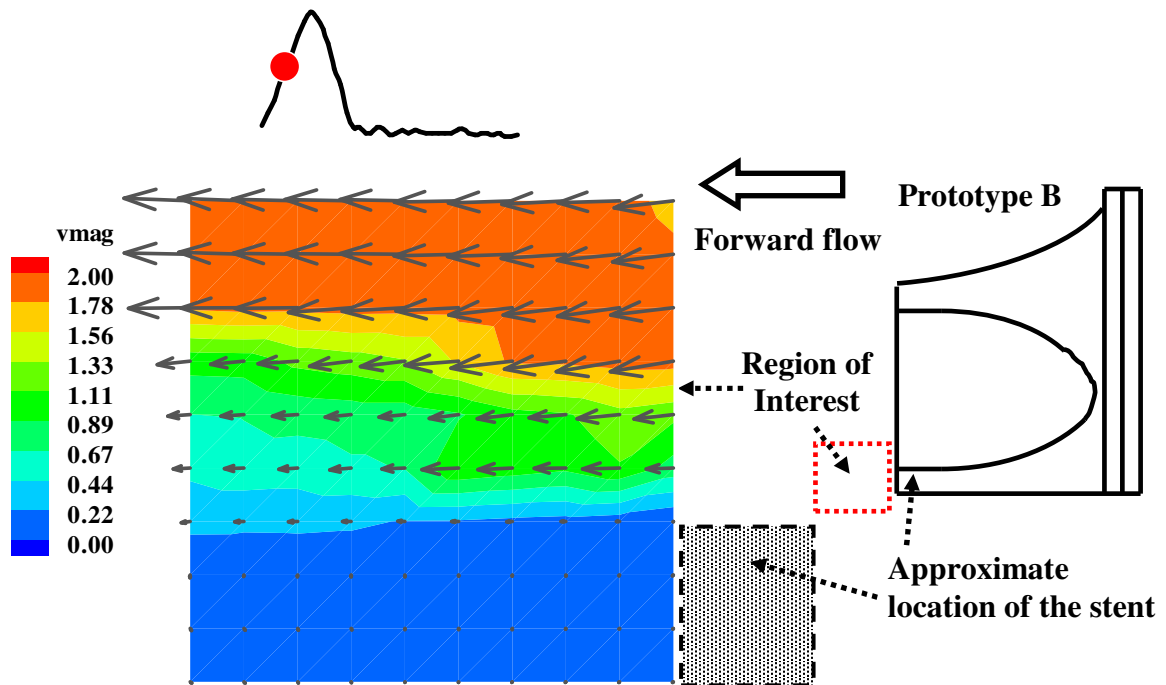 Prototype B
Forward flow
vmag
2.00
1.78
1.56
1.33
1.11
0.89
0.67
0.44
0.22
0.00
Region of
Interest
Approximate
location of the stent